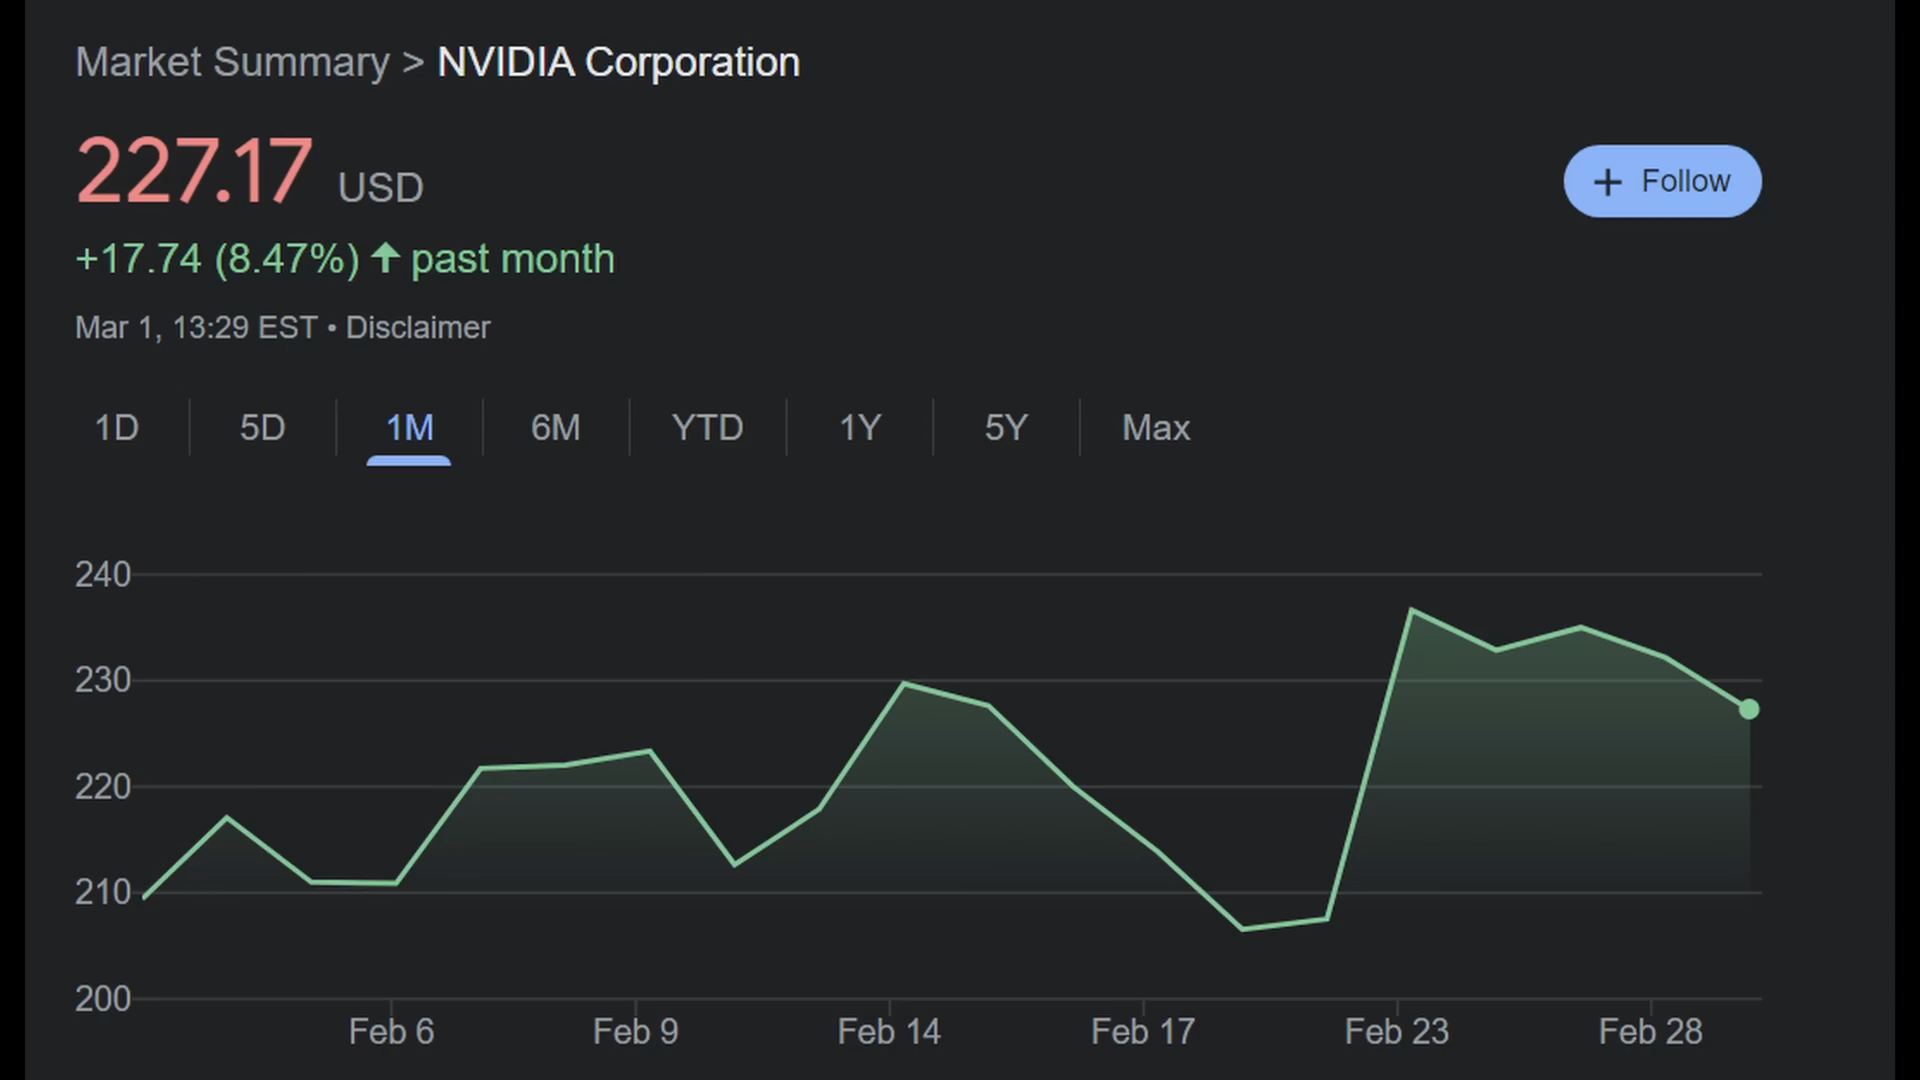 Market Summary > NVIDIA Corporation
227.17 USD
+ Follow
+17.74 (8.47%) ↑ past month
Mar 1, 13:29 EST • Disclaimer
1D 5D 1M 6M YTD 1Y 5Y Max
240
230
220
210
200
Feb 6 Feb 9 Feb 14 Feb 17 Feb 23 Feb 28